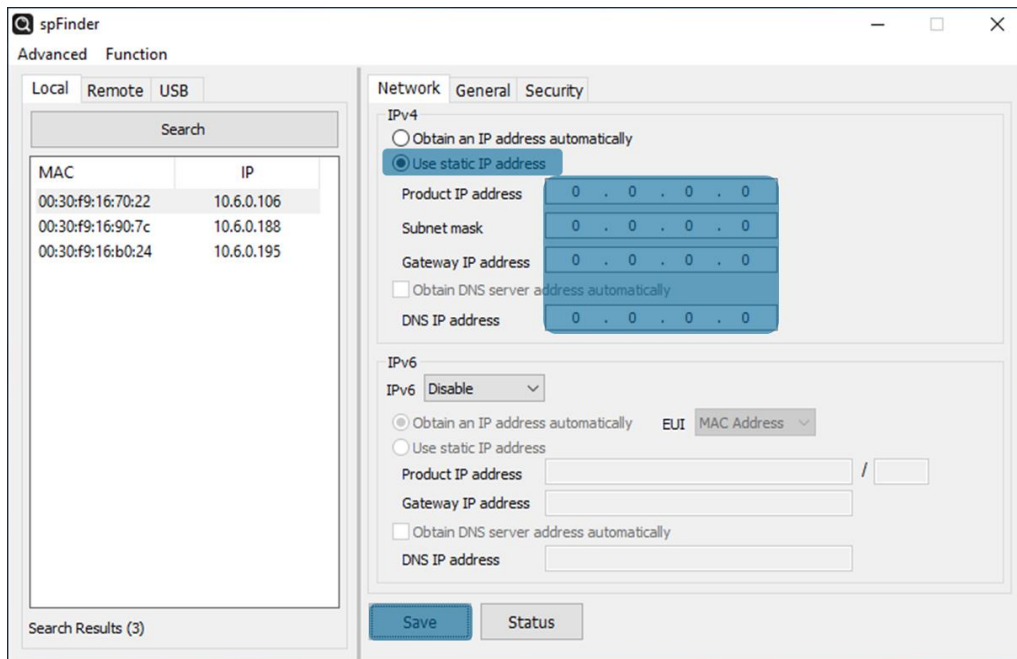 spFinder
Advanced Function
Local Remote USB
Search
MAC IP
00:30:f9:16:70:22 10.6.0.106
00:30:f9:16:90:7c 10.6.0.188
00:30:f9:16:b0:24 10.6.0.195
Search Results (3)
Network General Security
IPv4
Obtain an IP address automatically
Use static IP address
Product IP address 0 . 0 . 0 . 0
Subnet mask 0 . 0 . 0 . 0
Gateway IP address 0 . 0 . 0 . 0
Obtain DNS server address automatically
DNS IP address 0 . 0 . 0 . 0
IPv6
IPv6 Disable
Obtain an IP address automatically EUI MAC Address
Use static IP address
Product IP address /
Gateway IP address
Obtain DNS server address automatically
DNS IP address
Save Status